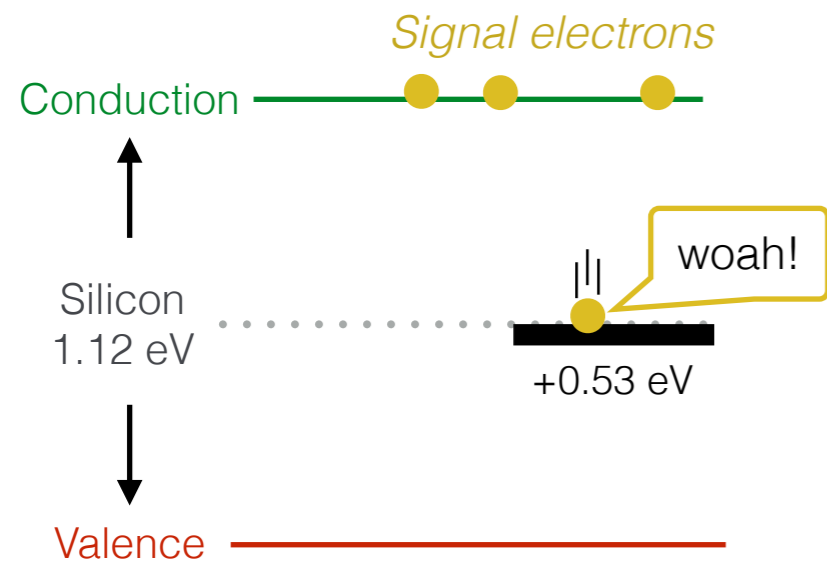 Signal electrons
Conduction
woah!
Silicon
1.12 eV
+0.53 eV
Valence